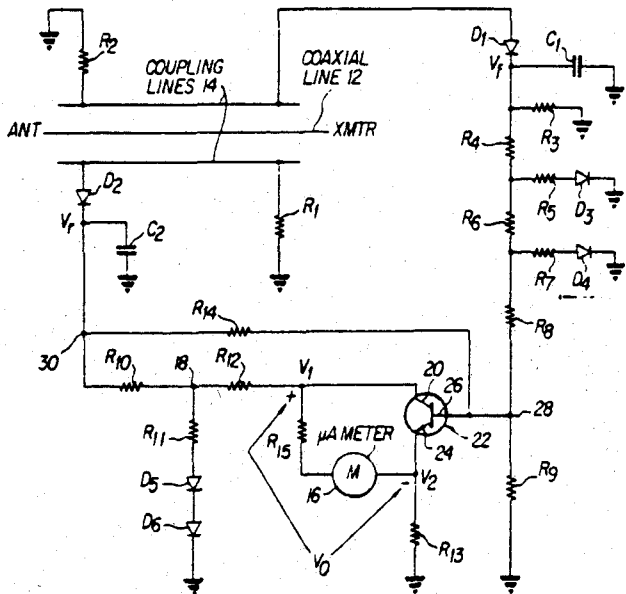 R2
COUPLING
LINES 14
COAXIAL
LINE 12
ANT
XMTR
D1
Vf
C1
R3
R4
R5
D3
R6
R7
D4
R8
D2
Vr
C2
R1
R14
30
R10
18
R12
V1
20
26
28
22
24
R11
R15
μA METER
M
16
V2
R9
D5
D6
+
-
V0
R13